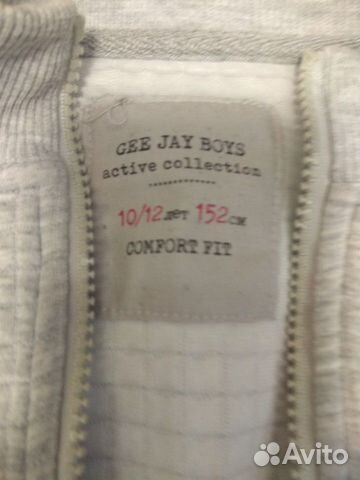 GEE JAY BOYS
active collection
10/12 лет 152 см
COMFORT FIT
Avito